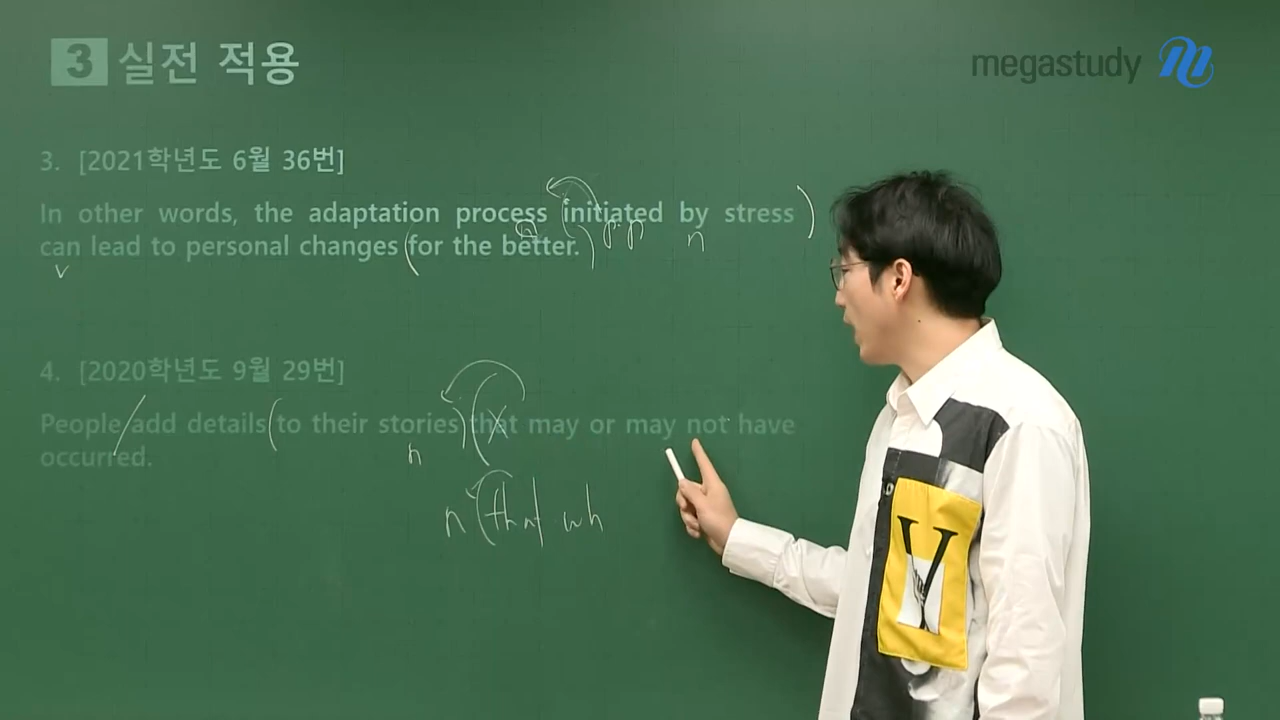 3 실전 적용
megastudy
3. [2021학년도 6월 36번]
In other words, the adaptation process initiated by stress
p.p
n
n
can lead to personal changes for the better.
v
4. [2020학년도 9월 29번]
People add details to their stories that may or may not have
n
occurred.
n that wh
V